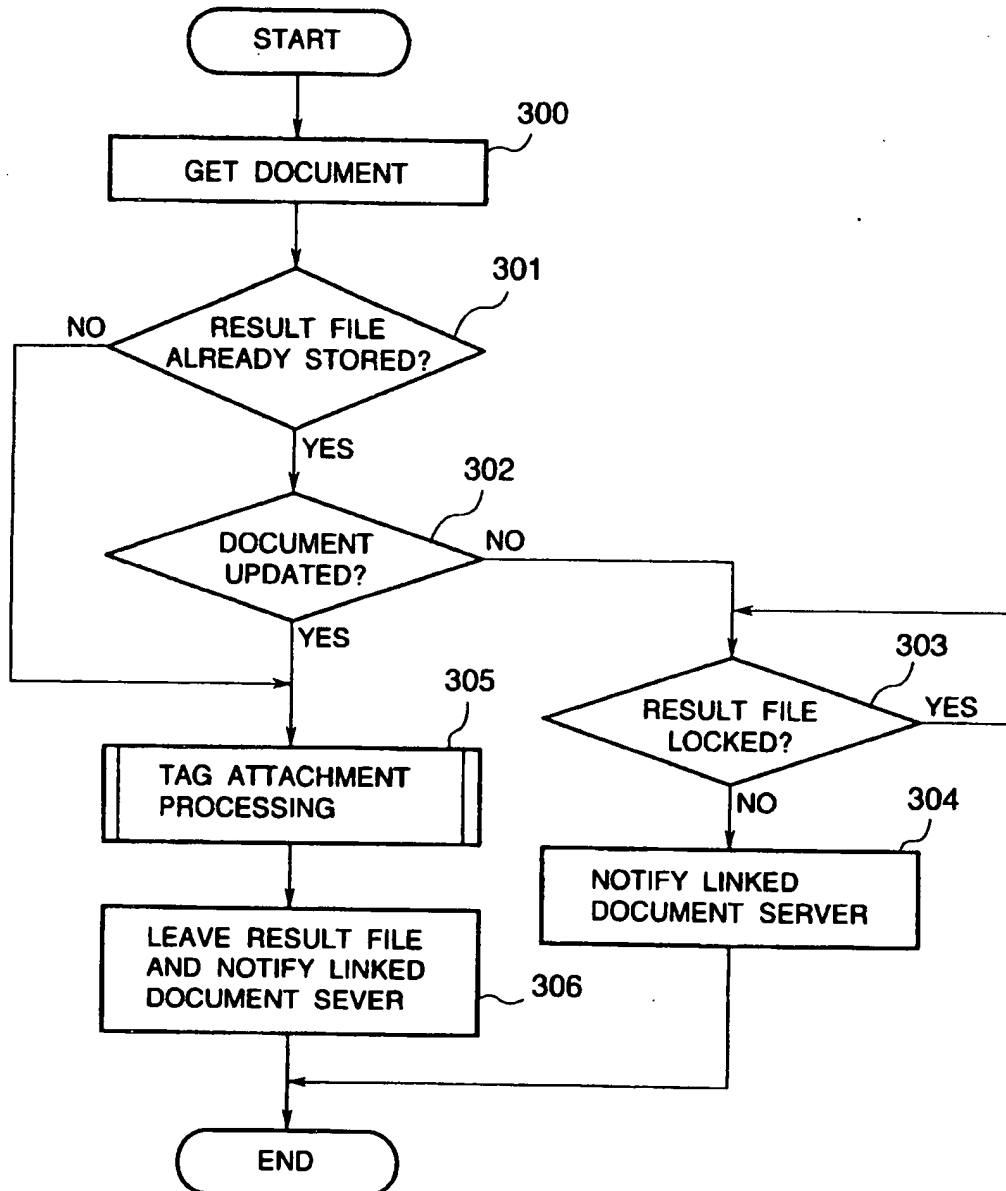 START
300
GET DOCUMENT
301
NO
RESULT FILE
ALREADY STORED?
YES
302
DOCUMENT
UPDATED?
NO
YES
303
RESULT FILE
LOCKED?
YES
NO
305
TAG ATTACHMENT
PROCESSING
304
NOTIFY LINKED
DOCUMENT SERVER
LEAVE RESULT FILE
AND NOTIFY LINKED
DOCUMENT SEVER
306
END